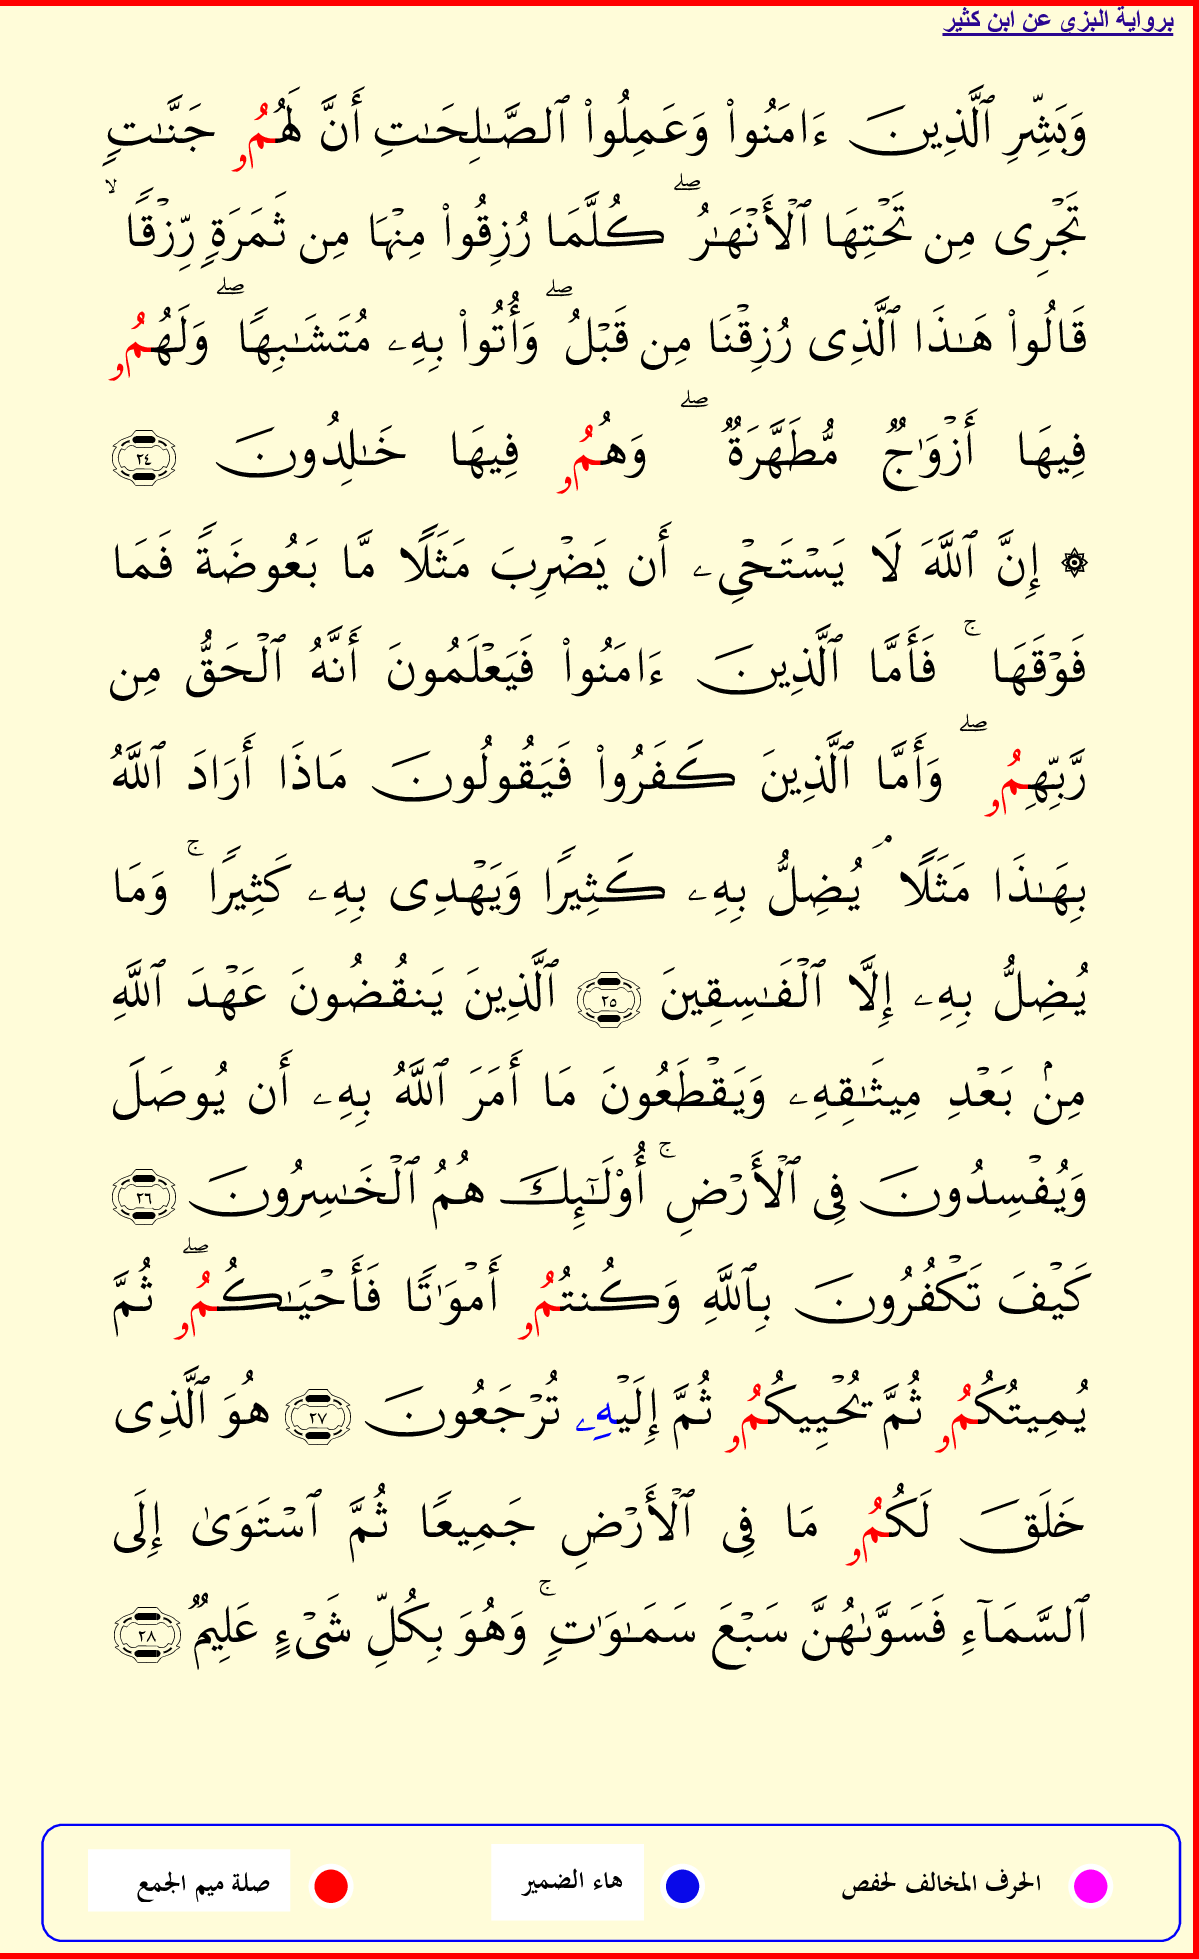 برواية البزي عن ابن كثير
وَبَشِّرِ ٱلَّذِينَ ءَامَنُواْ وَعَمِلُواْ ٱلصَّـٰلِحَـٰتِ أَنَّ لَهُمُۥ جَنَّـٰتٍۢ
تَجْرِى مِن تَحْتِهَا ٱلْأَنْهَـٰرُ ۖ كُلَّمَا رُزِقُواْ مِنْهَا مِن ثَمَرَةٍۢ رِّزْقًۭا ۙ
قَالُواْ هَـٰذَا ٱلَّذِى رُزِقْنَا مِن قَبْلُ ۖ وَأُتُواْ بِهِۦ مُتَشَـٰبِهًۭا ۖ وَلَهُمُۥ
فِيهَا أَزْوَٰجٌۭ مُّطَهَّرَةٌۭ ۖ وَهُمُۥ فِيهَا خَـٰلِدُونَ ٢٤
۞ إِنَّ ٱللَّهَ لَا يَسْتَحْىِۦ أَن يَضْرِبَ مَثَلًۭا مَّا بَعُوضَةًۭ فَمَا
فَوْقَهَا ۚ فَأَمَّا ٱلَّذِينَ ءَامَنُواْ فَيَعْلَمُونَ أَنَّهُ ٱلْحَقُّ مِن
رَّبِّهِمُۥ ۖ وَأَمَّا ٱلَّذِينَ كَفَرُواْ فَيَقُولُونَ مَاذَا أَرَادَ ٱللَّهُ
بِهَـٰذَا مَثَلًۭا ۘ يُضِلُّ بِهِۦ كَثِيرًۭا وَيَهْدِى بِهِۦ كَثِيرًۭا ۚ وَمَا
يُضِلُّ بِهِۦ إِلَّا ٱلْفَـٰسِقِينَ ٢٥ ٱلَّذِينَ يَنقُضُونَ عَهْدَ ٱللَّهِ
مِنۢ بَعْدِ مِيثَـٰقِهِۦ وَيَقْطَعُونَ مَا أَمَرَ ٱللَّهُ بِهِۦ أَن يُوصَلَ
وَيُفْسِدُونَ فِى ٱلْأَرْضِ ۚ أُوْلَـٰٓئِكَ هُمُ ٱلْخَـٰسِرُونَ ٢٦
كَيْفَ تَكْفُرُونَ بِٱللَّهِ وَكُنتُمُۥ أَمْوَٰتًۭا فَأَحْيَـٰكُمُۥ ۖ ثُمَّ
يُمِيتُكُمُۥ ثُمَّ يُحْيِيكُمُۥ ثُمَّ إِلَيْهِۦ تُرْجَعُونَ ٢٧ هُوَ ٱلَّذِى
خَلَقَ لَكُمُۥ مَا فِى ٱلْأَرْضِ جَمِيعًۭا ثُمَّ ٱسْتَوَىٰ إِلَى
ٱلسَّمَآءِ فَسَوَّىٰهُنَّ سَبْعَ سَمَـٰوَٰتٍۢ ۚ وَهُوَ بِكُلِّ شَىْءٍ عَلِيمٌۭ ٢٨
الحرف المخالف لحفص هاء الضمير صلة ميم الجمع